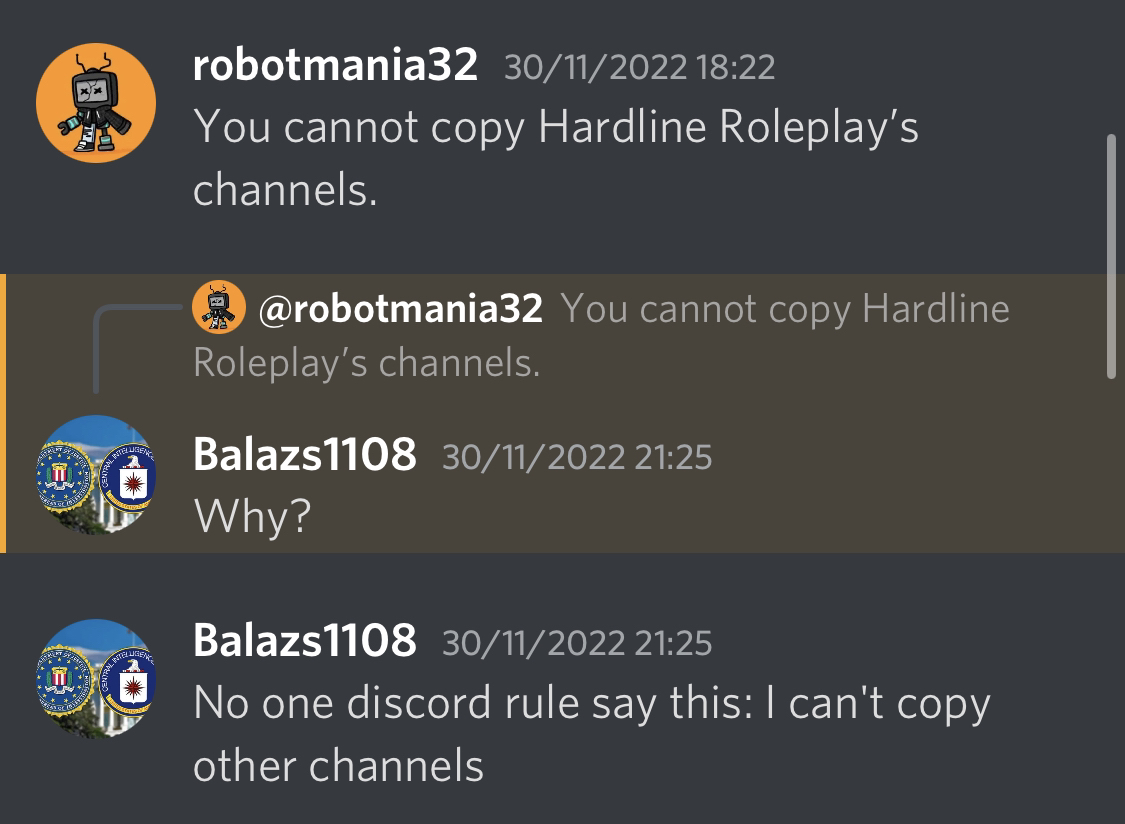 robotmania32 30/11/2022 18:22
You cannot copy Hardline Roleplay’s
channels.
@robotmania32 You cannot copy Hardline
Roleplay’s channels.
Balazs1108 30/11/2022 21:25
Why?
Balazs1108 30/11/2022 21:25
No one discord rule say this: I can't copy
other channels